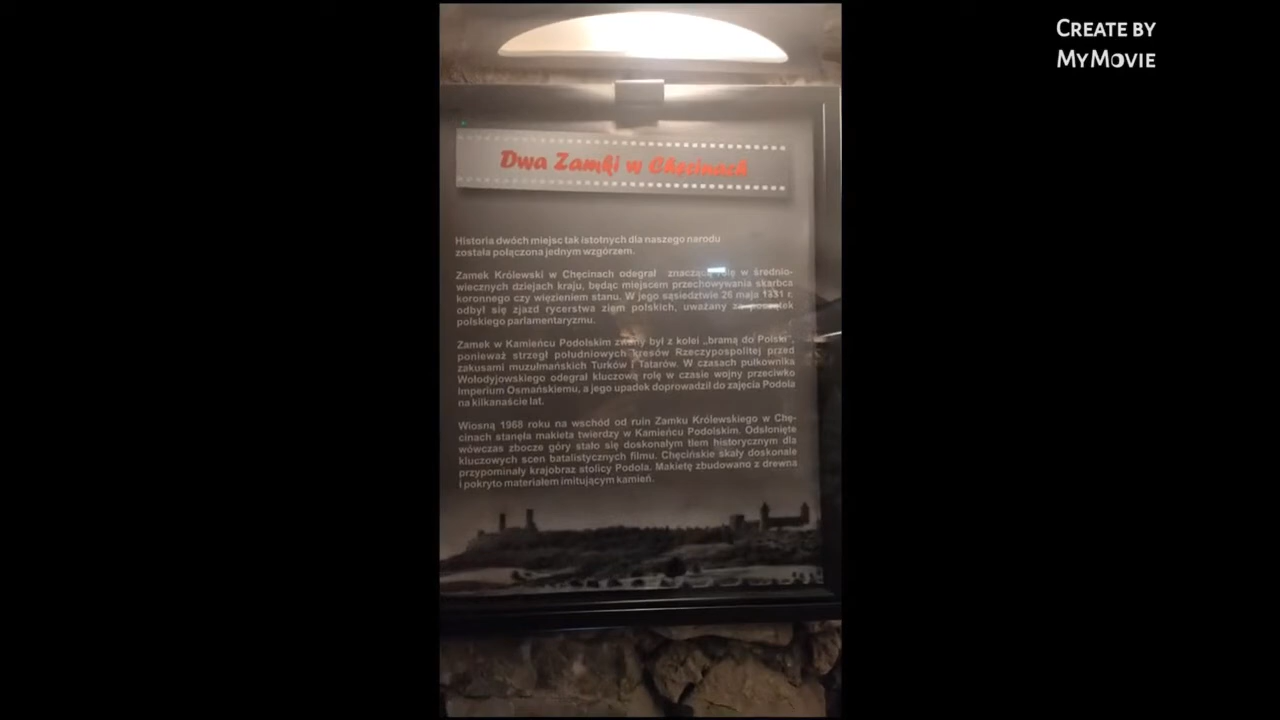 CREATE BY
MYMOVIE
Dwa Zamki w Chęcinach
Historia dwóch miejsc tak istotnych dla naszego narodu
została połączona jednym wzgórzem.
Zamek Królewski w Chęcinach odegrał znaczącą rolę w średnio-
wiecznych dziejach kraju, będąc miejscem przechowywania skarbca
koronnego czy więzieniem stanu. W jego sąsiedztwie 26 maja 1331 r.
odbył się zjazd rycerstwa ziem polskich, uważany za początek
polskiego parlamentaryzmu.
Zamek w Kamieńcu Podolskim zwany był z kolei „bramą do Polski",
ponieważ strzegł południowych kresów Rzeczypospolitej przed
zakusami muzułmańskich Turków i Tatarów. W czasach pułkownika
Wołodyjowskiego odegrał kluczową rolę w czasie wojny przeciwko
Imperium Osmańskiemu, a jego upadek doprowadził do zajęcia Podola
na kilkanaście lat.
Wiosną 1968 roku na wschód od ruin Zamku Królewskiego w Chę-
cinach stanęła makieta twierdzy w Kamieńcu Podolskim. Odsłonięte
wówczas zbocze góry stało się doskonałym tłem historycznym dla
kluczowych scen batalistycznych filmu. Chęcińskie skały doskonale
przypominały krajobraz stolicy Podola. Makietę zbudowano z drewna
i pokryto materiałem imitującym kamień.